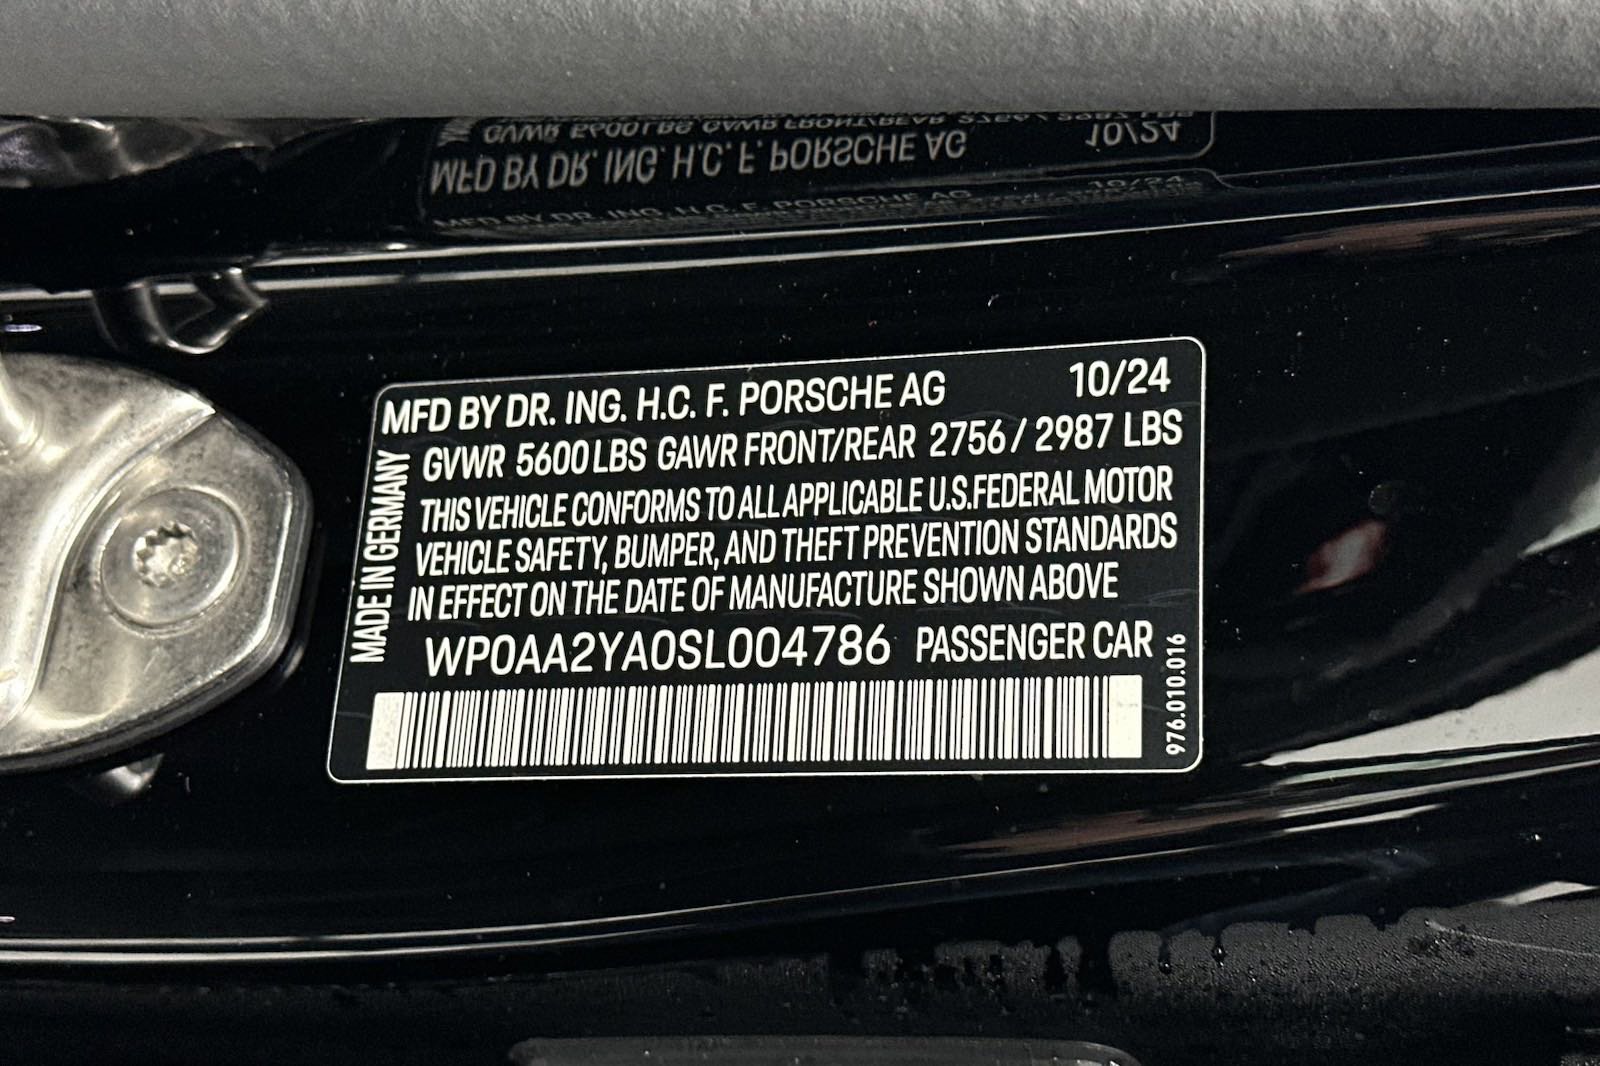 MFD BY DR. ING. H.C. F. PORSCHE AG 10/24
GVWR 5600 LBS GAWR FRONT/REAR 2756 / 2987 LBS
THIS VEHICLE CONFORMS TO ALL APPLICABLE U.S.FEDERAL MOTOR
VEHICLE SAFETY, BUMPER, AND THEFT PREVENTION STANDARDS
IN EFFECT ON THE DATE OF MANUFACTURE SHOWN ABOVE
WP0AA2YA0SL004786 PASSENGER CAR
MADE IN GERMANY
976.010.016